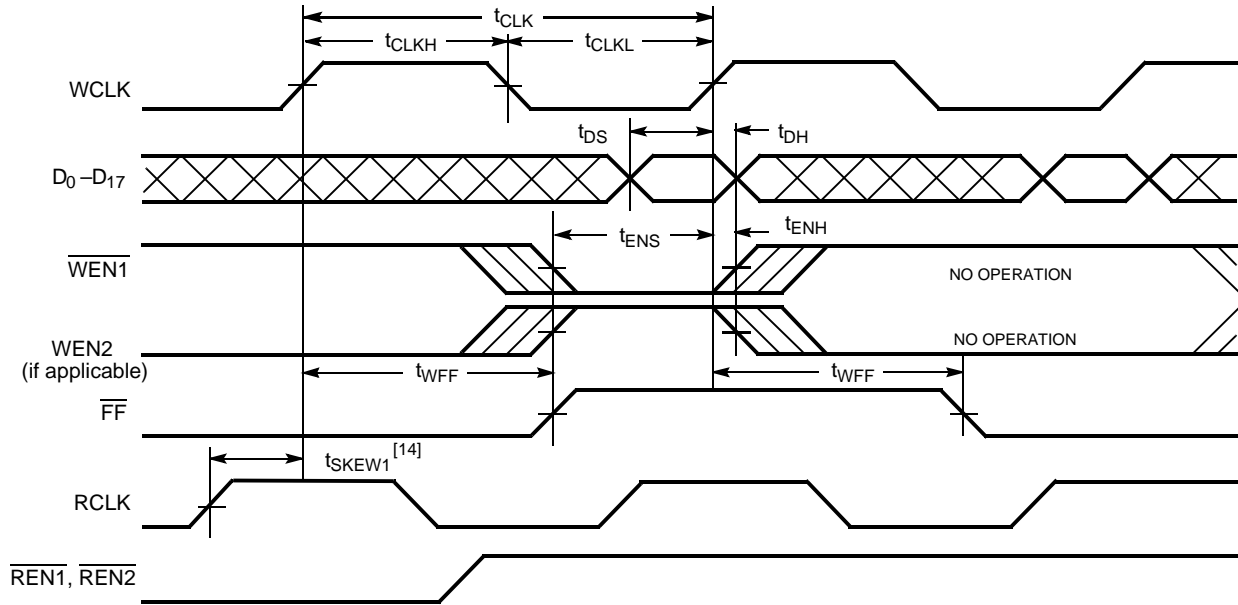 tCLK
tCLKH
tCLKL
WCLK
tDS
tDH
D0 –D17
tENS
tENH
WEN1
NO OPERATION
WEN2
(if applicable)
NO OPERATION
tWFF
tWFF
FF
tSKEW1[14]
RCLK
REN1, REN2